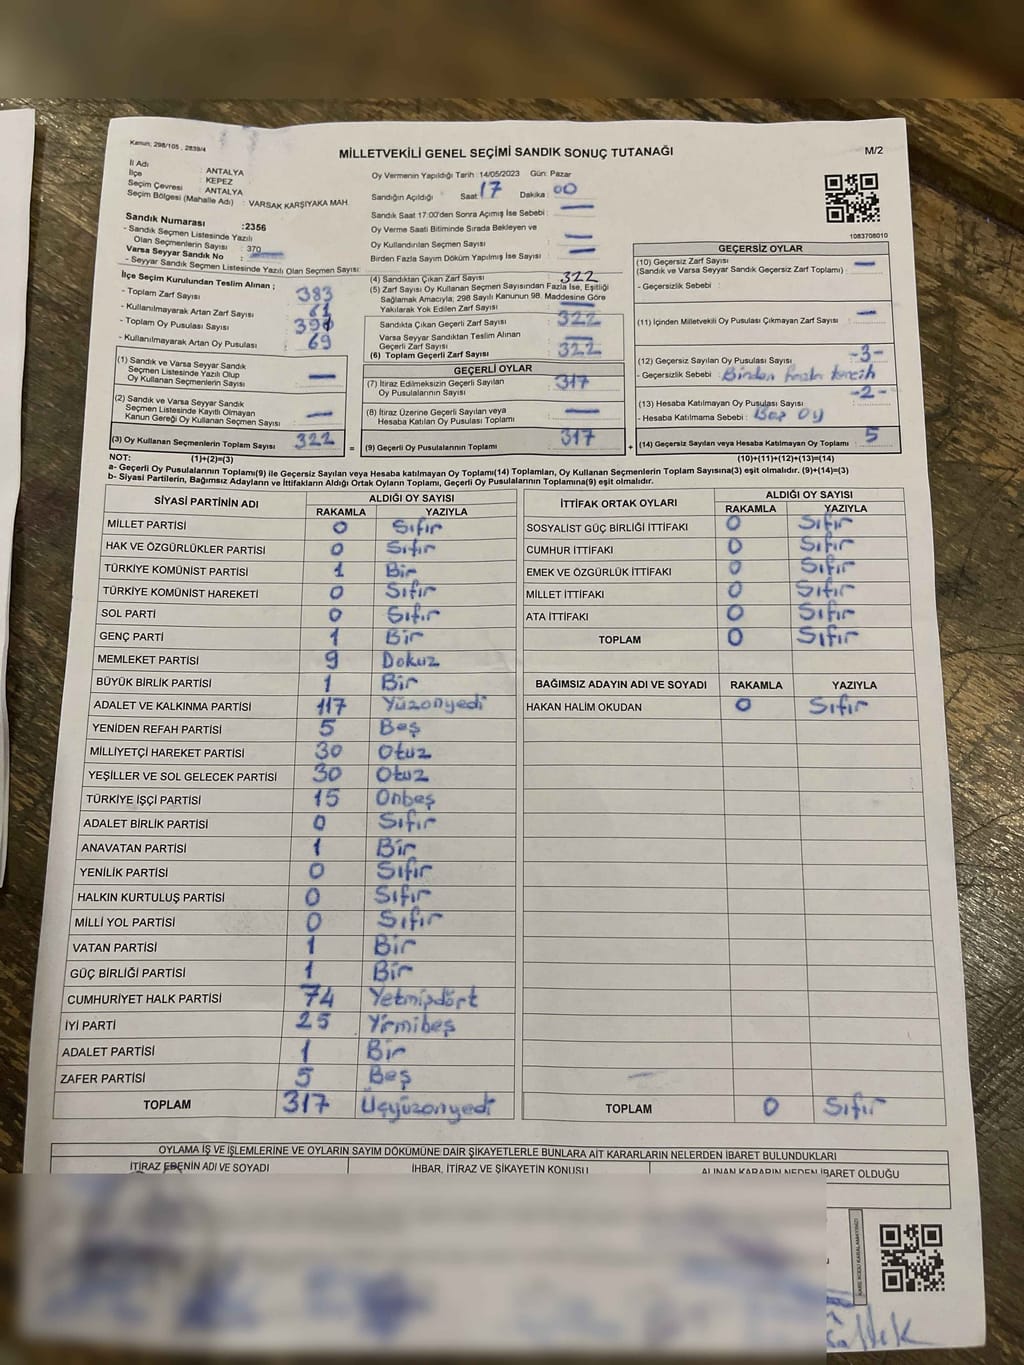 Kanun; 298/105 , 2839/4
MİLLETVEKİLİ GENEL SEÇİMİ SANDIK SONUÇ TUTANAĞI
M/2
İl Adı : ANTALYA
İlçe : KEPEZ
Seçim Çevresi : ANTALYA
Seçim Bölgesi (Mahalle Adı) : VARSAK KARŞIYAKA MAH.
Oy Vermenin Yapıldığı Tarih : 14/05/2023 Gün: Pazar
Sandığın Açıldığı Saat : 17 Dakika : 00
Sandık Saat 17:00'den Sonra Açımış İse Sebebi : —
Oy Verme Saati Bitiminde Sırada Bekleyen ve
Oy Kullandırılan Seçmen Sayısı : —
Birden Fazla Sayım Döküm Yapılmış İse Sayısı : —
1083708010
Sandık Numarası : 2356
- Sandık Seçmen Listesinde Yazılı
Olan Seçmenlerin Sayısı : 370
Varsa Seyyar Sandık No : —
- Seyyar Sandık Seçmen Listesinde Yazılı Olan Seçmen Sayısı:
İlçe Seçim Kurulundan Teslim Alınan ;
- Toplam Zarf Sayısı 383
- Kullanılmayarak Artan Zarf Sayısı 61
- Toplam Oy Pusulası Sayısı 391
- Kullanılmayarak Artan Oy Pusulası 69
(1) Sandık ve Varsa Seyyar Sandık
Seçmen Listesinde Yazılı Olup
Oy Kullanan Seçmenlerin Sayısı —
(2) Sandık ve Varsa Seyyar Sandık
Seçmen Listesinde Kayıtlı Olmayan
Kanun Gereği Oy Kullanan Seçmen Sayısı —
(3) Oy Kullanan Seçmenlerin Toplam Sayısı 322
(4) Sandıktan Çıkan Zarf Sayısı 322
(5) Zarf Sayısı Oy Kullanan Seçmen Sayısından Fazla İse, Eşitliği
Sağlamak Amacıyla, 298 Sayılı Kanunun 98. Maddesine Göre
Yakılarak Yok Edilen Zarf Sayısı —
Sandıkta Çıkan Geçerli Zarf Sayısı 322
Varsa Seyyar Sandıktan Teslim Alınan
Geçerli Zarf Sayısı —
(6) Toplam Geçerli Zarf Sayısı 322
GEÇERLİ OYLAR
(7) İtiraz Edilmeksizin Geçerli Sayılan
Oy Pusulalarının Sayısı 317
(8) İtiraz Üzerine Geçerli Sayılan veya
Hesaba Katılan Oy Pusulası Toplamı —
= (9) Geçerli Oy Pusulalarının Toplamı 317
GEÇERSİZ OYLAR
(10) Geçersiz Zarf Sayısı
(Sandık ve Varsa Seyyar Sandık Geçersiz Zarf Toplamı) : —
- Geçersizlik Sebebi :
(11) İçinden Milletvekili Oy Pusulası Çıkmayan Zarf Sayısı : —
(12) Geçersiz Sayılan Oy Pusulası Sayısı : -3-
- Geçersizlik Sebebi : Birden fazla tercih
(13) Hesaba Katılmayan Oy Pusulası Sayısı : -2-
- Hesaba Katılmama Sebebi : Boş Oy
+ (14) Geçersiz Sayılan veya Hesaba Katılmayan Oy Toplamı : 5
NOT: (1)+(2)=(3)
(10)+(11)+(12)+(13)=(14)
a- Geçerli Oy Pusulalarının Toplamı(9) ile Geçersiz Sayılan veya Hesaba Katılmayan Oy Toplamı(14) Toplamları, Oy Kullanan Seçmenlerin Toplam Sayısına(3) eşit olmalıdır. (9)+(14)=(3)
b- Siyasi Partilerin, Bağımsız Adayların ve İttifakların Aldığı Ortak Oyların Toplamı, Geçerli Oy Pusulalarının Toplamına(9) eşit olmalıdır.
SİYASİ PARTİNİN ADI ALDIĞI OY SAYISI
RAKAMLA YAZIYLA
MİLLET PARTİSİ 0 Sıfır
HAK VE ÖZGÜRLÜKLER PARTİSİ 0 Sıfır
TÜRKİYE KOMÜNİST PARTİSİ 1 Bir
TÜRKİYE KOMÜNİST HAREKETİ 0 Sıfır
SOL PARTİ 0 Sıfır
GENÇ PARTİ 1 Bir
MEMLEKET PARTİSİ 9 Dokuz
BÜYÜK BİRLİK PARTİSİ 1 Bir
ADALET VE KALKINMA PARTİSİ 117 Yüzonyedi
YENİDEN REFAH PARTİSİ 5 Beş
MİLLİYETÇİ HAREKET PARTİSİ 30 Otuz
YEŞİLLER VE SOL GELECEK PARTİSİ 30 Otuz
TÜRKİYE İŞÇİ PARTİSİ 15 Onbeş
ADALET BİRLİK PARTİSİ 0 Sıfır
ANAVATAN PARTİSİ 1 Bir
YENİLİK PARTİSİ 0 Sıfır
HALKIN KURTULUŞ PARTİSİ 0 Sıfır
MİLLİ YOL PARTİSİ 0 Sıfır
VATAN PARTİSİ 1 Bir
GÜÇ BİRLİĞİ PARTİSİ 1 Bir
CUMHURİYET HALK PARTİSİ 74 Yetmişdört
İYİ PARTİ 25 Yirmibeş
ADALET PARTİSİ 1 Bir
ZAFER PARTİSİ 5 Beş
TOPLAM 317 Üçyüzonyedi
İTTİFAK ORTAK OYLARI ALDIĞI OY SAYISI
RAKAMLA YAZIYLA
SOSYALİST GÜÇ BİRLİĞİ İTTİFAKI 0 Sıfır
CUMHUR İTTİFAKI 0 Sıfır
EMEK VE ÖZGÜRLÜK İTTİFAKI 0 Sıfır
MİLLET İTTİFAKI 0 Sıfır
ATA İTTİFAKI 0 Sıfır
TOPLAM 0 Sıfır
BAĞIMSIZ ADAYIN ADI VE SOYADI RAKAMLA YAZIYLA
HAKAN HALİM OKUDAN 0 Sıfır
—
TOPLAM 0 Sıfır
OYLAMA İŞ VE İŞLEMLERİNE VE OYLARIN SAYIM DÖKÜMÜNE DAİR ŞİKAYETLERLE BUNLARA AİT KARARLARIN NELERDEN İBARET BULUNDUKLARI
İTİRAZ EDENİN ADI VE SOYADI İHBAR, İTİRAZ VE ŞİKAYETİN KONUSU ALINAN KARARIN NEDEN İBARET OLDUĞU
KARE KODU KARALAMAYINIZ!